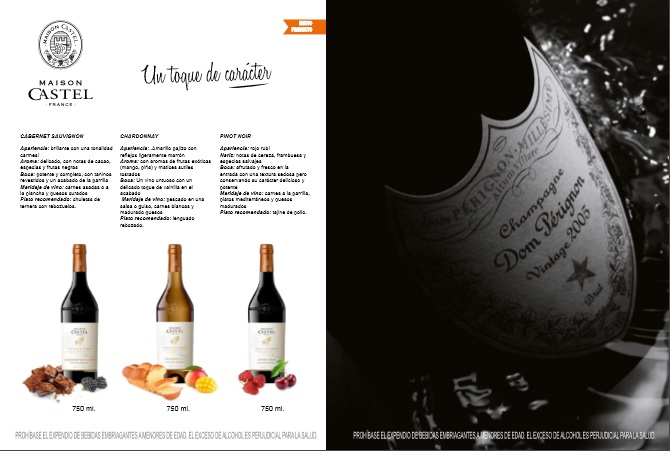 NUEVO
PRODUCTO
MAISON CASTEL
MAISON
CASTEL
- FRANCE -
Un toque de carácter
CABERNET SAUVIGNON
Apariencia: brillante con una tonalidad
carmesí
Aroma: delicado, con notas de cacao,
especias y frutas negras
Boca: potente y completo, con taninos
revestidos y un acabado de la parrilla
Maridaje de vino: carnes asadas o a
la plancha y quesos curados
Plato recomendado: chuletas de
ternera con rebozuelos.
CHARDONNAY
Apariencia: Amarillo pajizo con
reflejos ligeramente marrón
Aroma: con aromas de frutas exóticas
(mango, piña) y matices sutiles
tostados
Boca: Un vino untuoso con un
delicado toque de vainilla en el
acabado
Maridaje de vino: pescado en una
salsa o guiso, carnes blancas y
madurado quesos
Plato recomendado: lenguado
rebozado.
PINOT NOIR
Apariencia: rojo rubí
Nariz: notas de cereza, frambuesa y
especias salvajes
Boca: afrutado y fresco en la
entrada con una textura sedosa pero
conservando su carácter delicioso y
potente
Maridaje de vino: carnes a la parrilla,
platos mediterráneos y quesos
madurados
Plato recomendado: tajine de pollo.
CASTEL
CASTEL
CASTEL
750 ml.
750 ml.
750 ml.
PROHÍBASE EL EXPENDIO DE BEBIDAS EMBRIAGANTES A MENORES DE EDAD. EL EXCESO DE ALCOHOL ES PERJUDICIAL PARA LA SALUD.
Champagne
Dom Pérignon
Vintage 2005
Brut
PROHÍBASE EL EXPENDIO DE BEBIDAS EMBRIAGANTES A MENORES DE EDAD. EL EXCESO DE ALCOHOL ES PERJUDICIAL PARA LA SALUD.